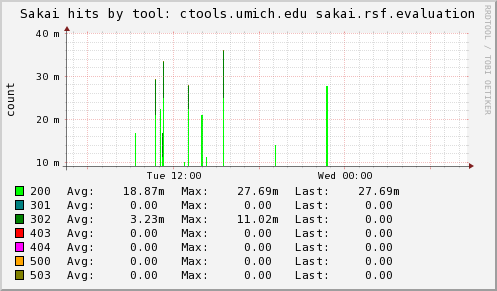 Sakai hits by tool: ctools.umich.edu sakai.rsf.evaluation
RRDTOOL / TOBI OETIKER
count
40 m
30 m
20 m
10 m
Tue 12:00 Wed 00:00
200 Avg: 18.87m Max: 27.69m Last: 27.69m
301 Avg: 0.00 Max: 0.00 Last: 0.00
302 Avg: 3.23m Max: 11.02m Last: 0.00
403 Avg: 0.00 Max: 0.00 Last: 0.00
404 Avg: 0.00 Max: 0.00 Last: 0.00
500 Avg: 0.00 Max: 0.00 Last: 0.00
503 Avg: 0.00 Max: 0.00 Last: 0.00